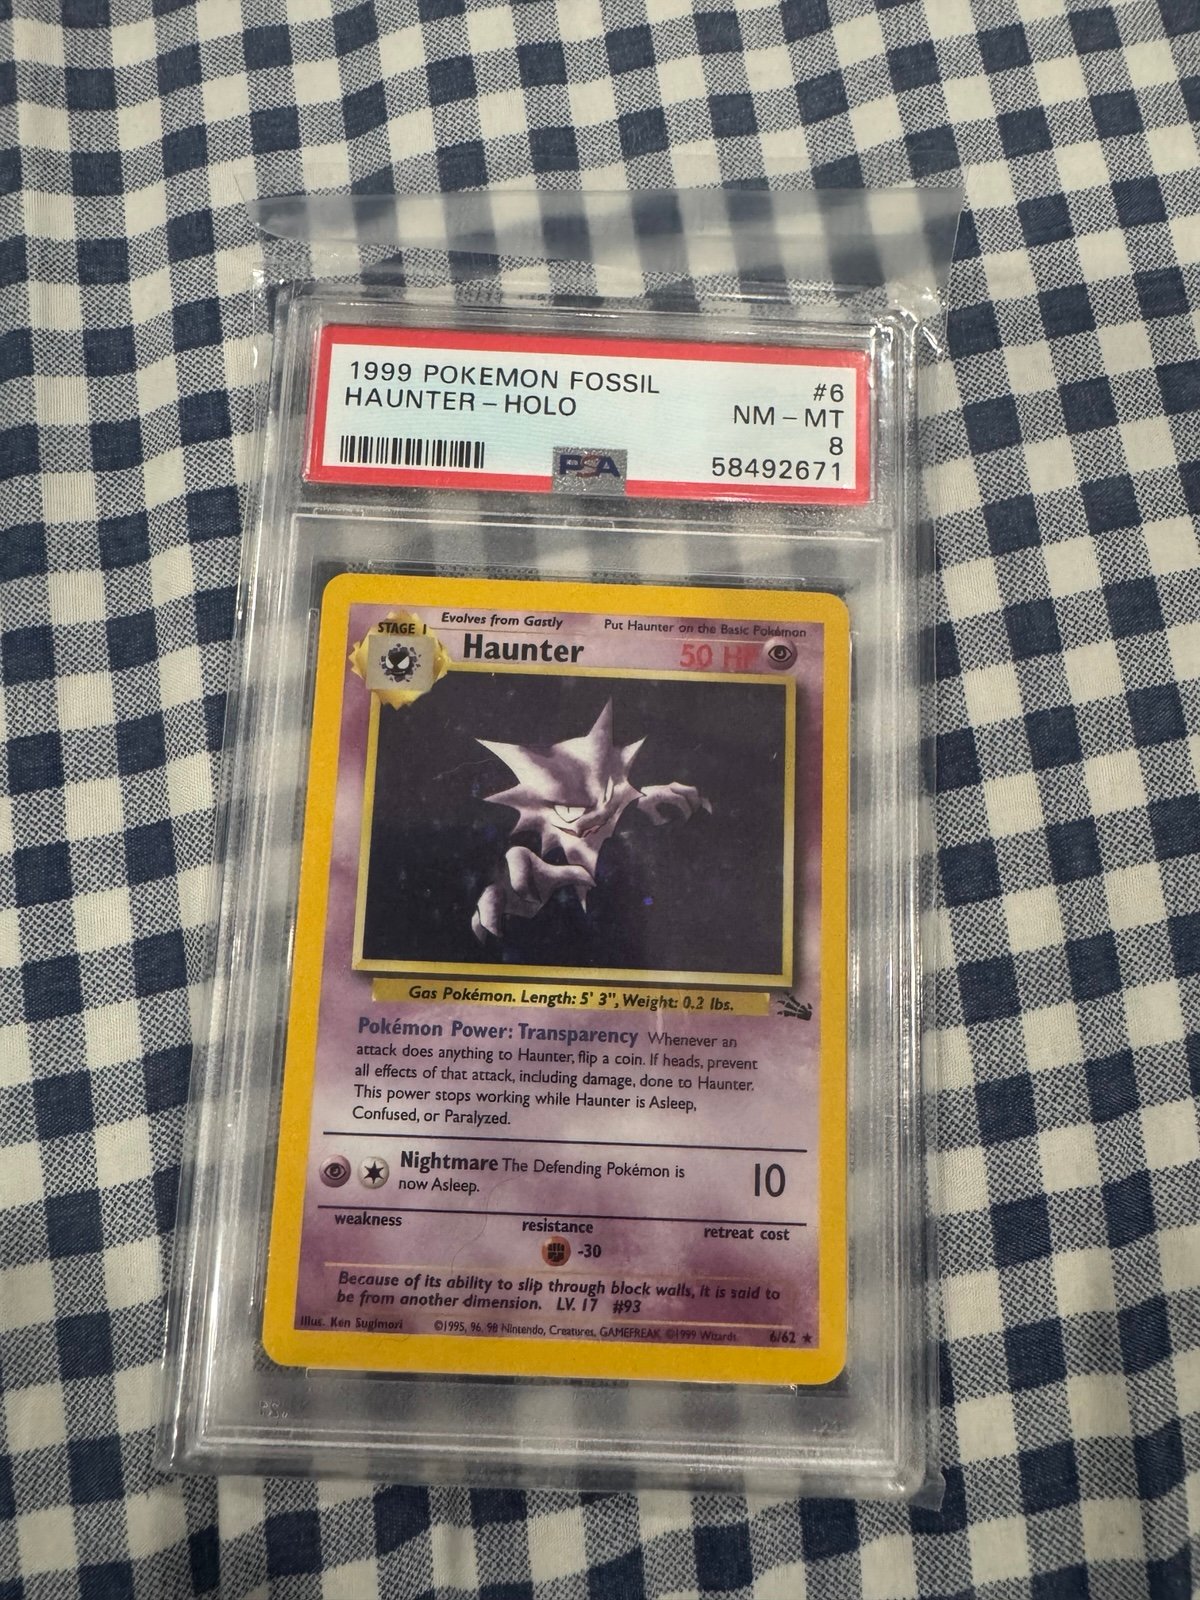 1999 POKEMON FOSSIL #6
HAUNTER - HOLO NM - MT
8
PSA 58492671
Evolves from Gastly Put Haunter on the Basic Pokémon
STAGE 1 Haunter 50 HP
Gas Pokémon. Length: 5' 3", Weight: 0.2 lbs.
Pokémon Power: Transparency Whenever an
attack does anything to Haunter, flip a coin. If heads, prevent
all effects of that attack, including damage, done to Haunter.
This power stops working while Haunter is Asleep,
Confused, or Paralyzed.
Nightmare The Defending Pokémon is
now Asleep. 10
weakness resistance retreat cost
-30
Because of its ability to slip through block walls, it is said to
be from another dimension. LV. 17 #93
Illus. Ken Sugimori ©1995, 96, 98 Nintendo, Creatures, GAMEFREAK ©1999 Wizards 6/62 ★